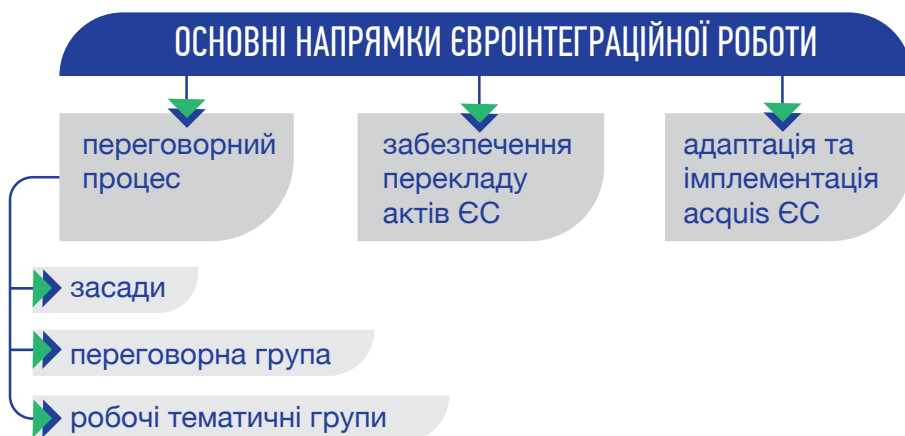 ОСНОВНІ НАПРЯМКИ ЄВРОІНТЕГРАЦІЙНОЇ РОБОТИ
переговорний
процес
забезпечення
перекладу
актів ЄС
адаптація та
імплементація
acquis ЄС
засади
переговорна група
робочі тематичні групи